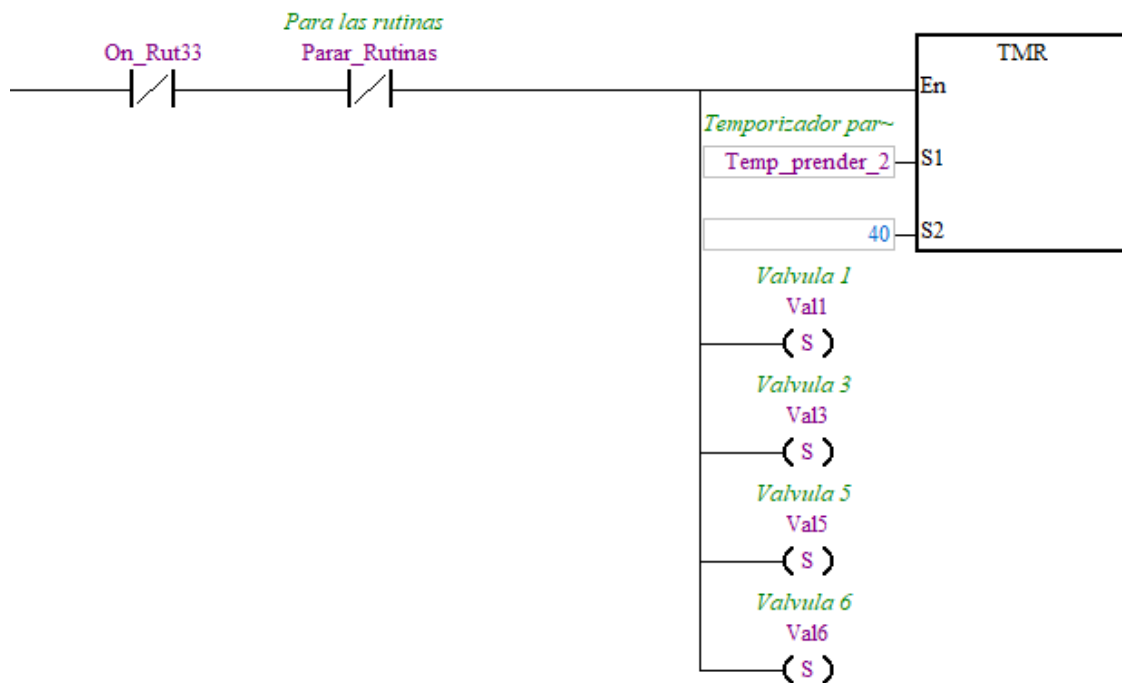 Para las rutinas
On_Rut33
Parar_Rutinas
TMR
En
Temporizador par~
Temp_prender_2
S1
40
S2
Valvula 1
Val1
( S )
Valvula 3
Val3
( S )
Valvula 5
Val5
( S )
Valvula 6
Val6
( S )